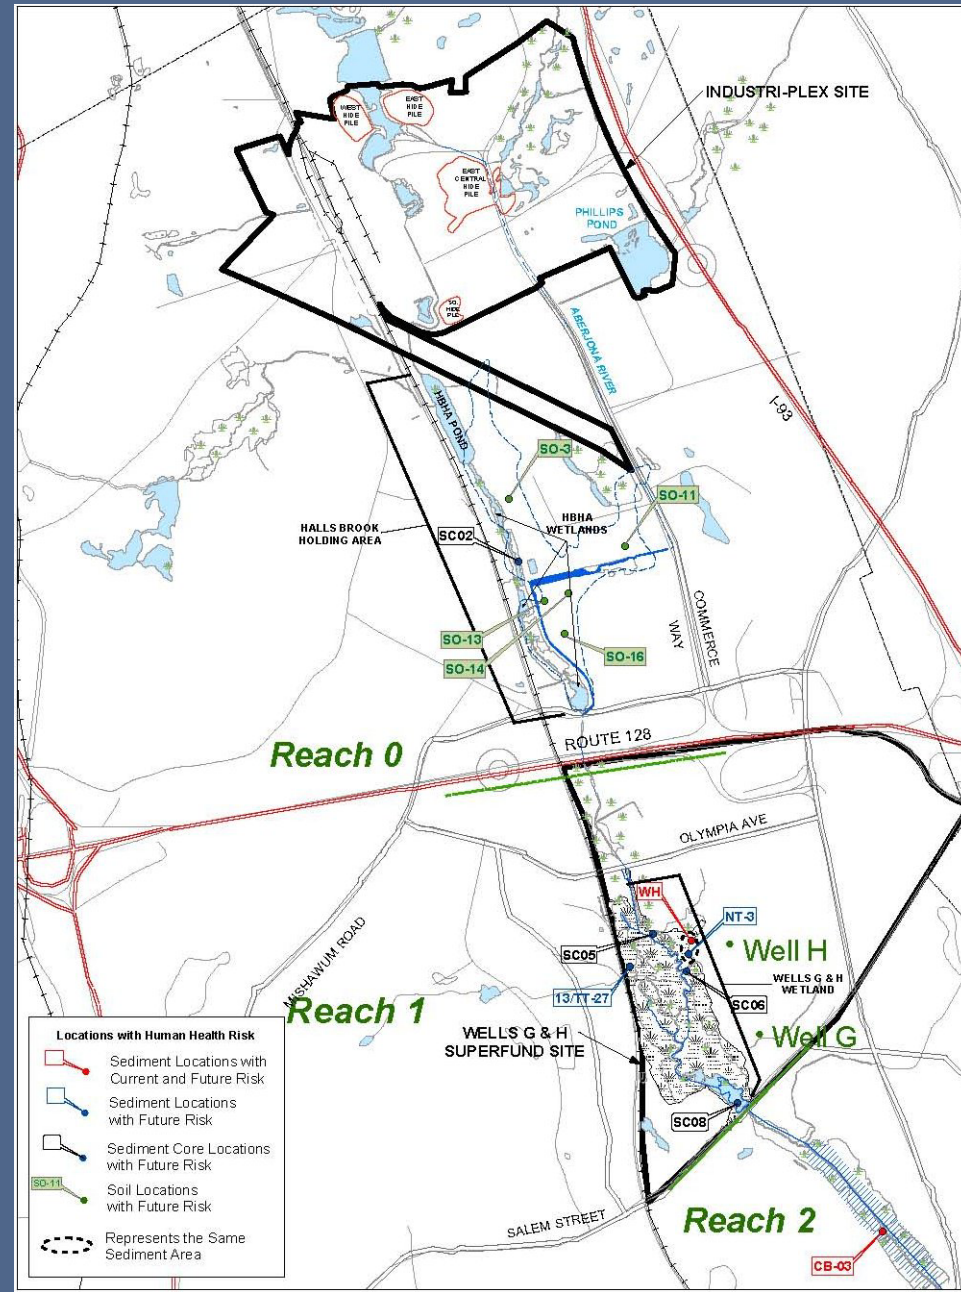 INDUSTRI-PLEX SITE
WEST
HIDE
PILE
EAST
HIDE
PILE
EAST
CENTRAL
HIDE
PILE
PHILLIPS
POND
SO.
HIDE
PILE
ABERJONA RIVER
I-93
HBHA POND
SO-3
SO-11
HALLS BROOK
HOLDING AREA
SC02
HBHA
WETLANDS
SO-13
SO-14
SO-16
COMMERCE
WAY
Reach 0
ROUTE 128
OLYMPIA AVE
WH
NT-3
Well H
SC05
WELLS G & H
WETLAND
13/TT-27
SC06
MISHAWUM ROAD
Reach 1
WELLS G & H
SUPERFUND SITE
Well G
SC08
SALEM STREET
Reach 2
CB-03
Locations with Human Health Risk
Sediment Locations with
Current and Future Risk
Sediment Locations
with Future Risk
Sediment Core Locations
with Future Risk
SO-11
Soil Locations
with Future Risk
Represents the Same
Sediment Area